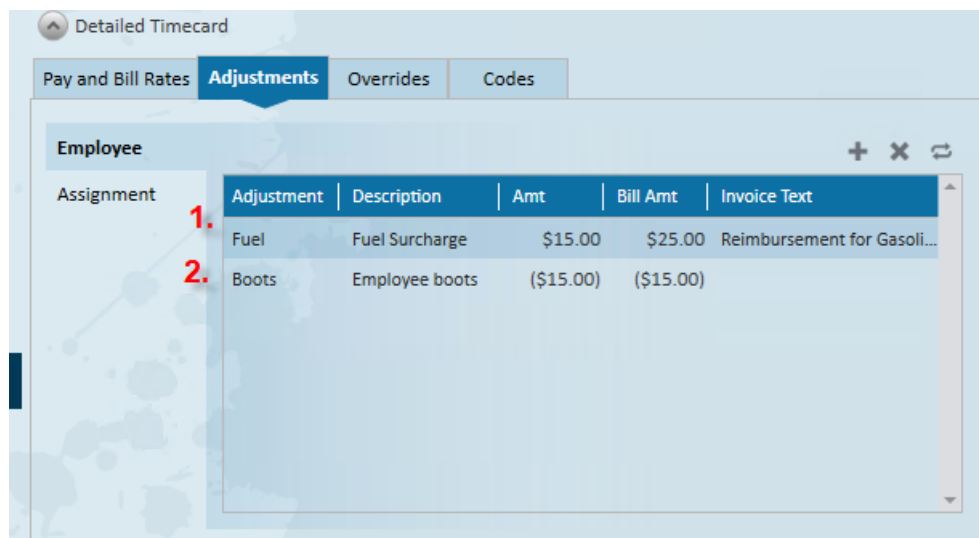 Detailed Timecard
Pay and Bill Rates Adjustments Overrides Codes
Employee
Assignment
Adjustment Description Amt Bill Amt Invoice Text
1.
Fuel Fuel Surcharge $15.00 $25.00 Reimbursement for Gasoli...
2.
Boots Employee boots ($15.00) ($15.00)